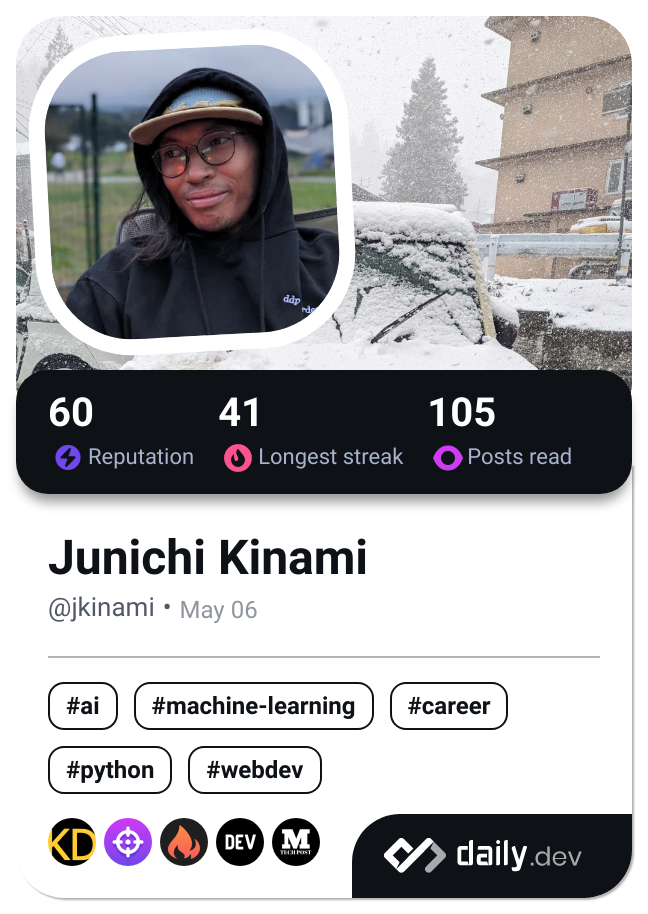 ddp
60 41 105
Reputation Longest streak Posts read
Junichi Kinami
@jkinami • May 06
#ai #machine-learning #career
#python #webdev
KD DEV M
TECH POST
daily.dev